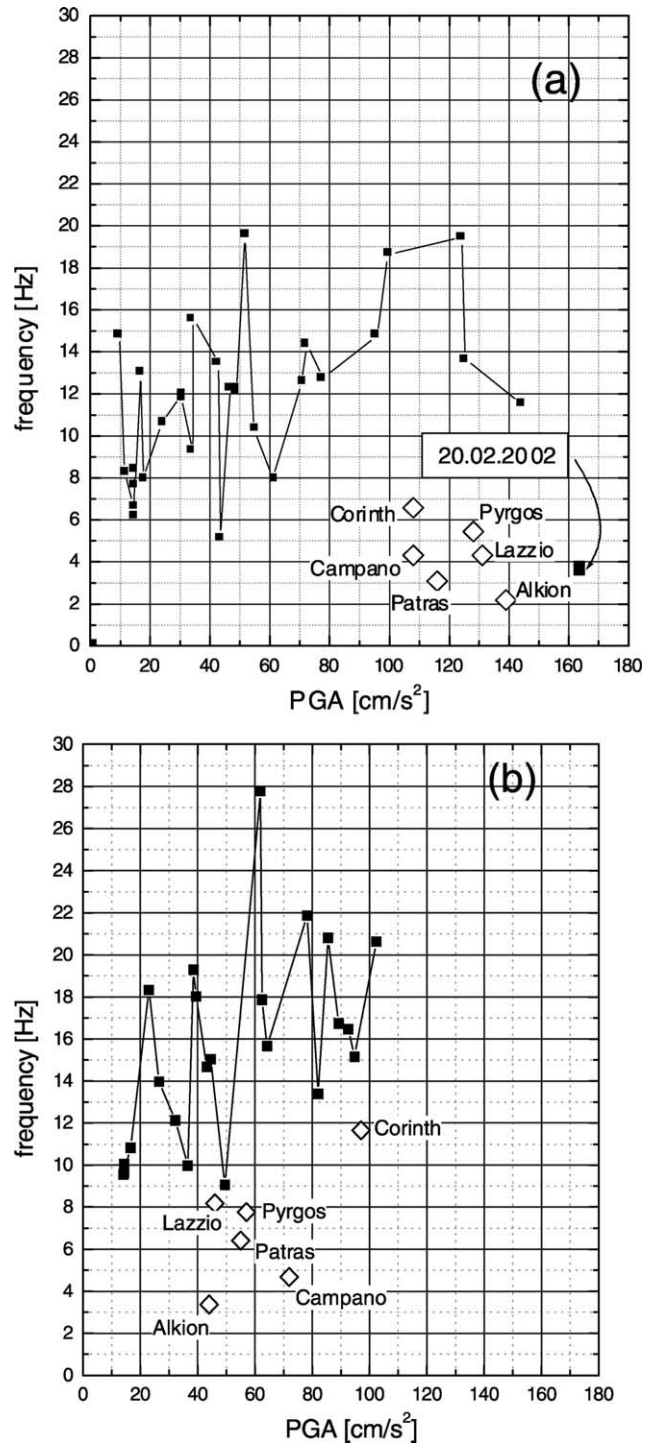 30
28
(a)
26
24
22
20
18
16
14
12
10
20.02.2002
8
Corinth
Pyrgos
6
Campano
Lazzio
4
Patras
Alkion
2
0
0 20 40 60 80 100 120 140 160 180
frequency [Hz]
PGA [cm/s²]
30
(b)
28
26
24
22
20
18
16
14
12
Corinth
10
8
Lazzio
Pyrgos
6
Patras
4
Campano
Alkion
2
0
0 20 40 60 80 100 120 140 160 180
frequency [Hz]
PGA [cm/s²]